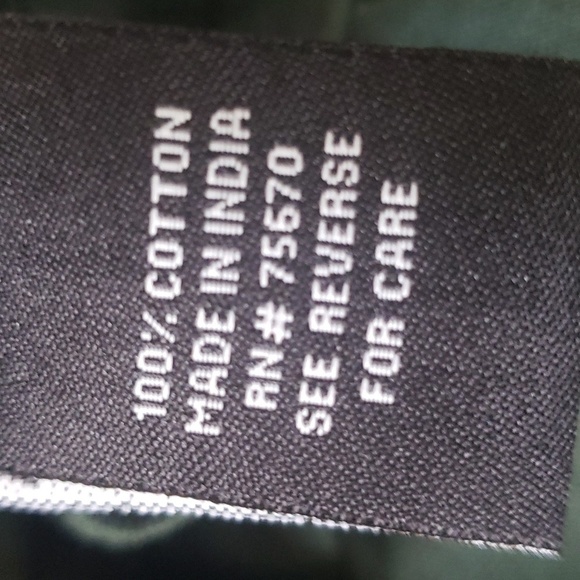 100% COTTON
MADE IN INDIA
RN# 75670
SEE REVERSE
FOR CARE